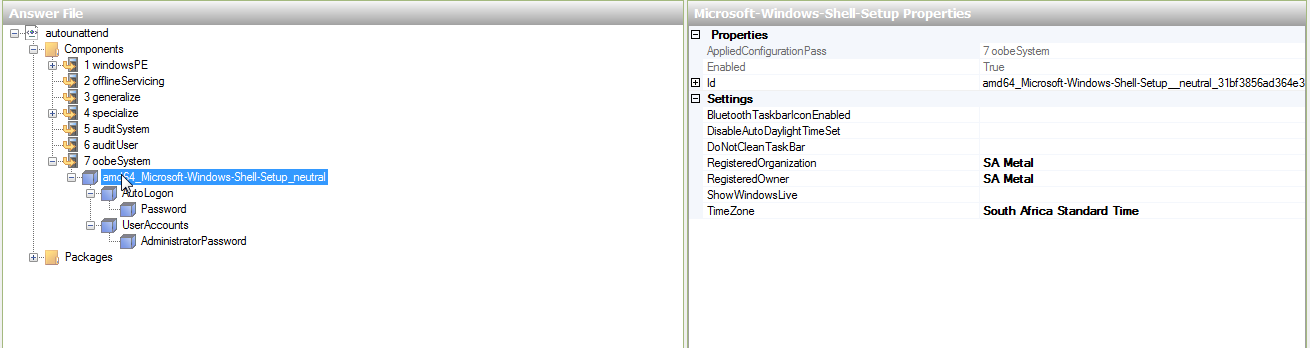 Answer File
autounattend
Components
1 windowsPE
2 offlineServicing
3 generalize
4 specialize
5 auditSystem
6 auditUser
7 oobeSystem
amd64_Microsoft-Windows-Shell-Setup_neutral
AutoLogon
Password
UserAccounts
AdministratorPassword
Packages
Microsoft-Windows-Shell-Setup Properties
Properties
AppliedConfigurationPass 7 oobeSystem
Enabled True
Id amd64_Microsoft-Windows-Shell-Setup__neutral_31bf3856ad364e3
Settings
BluetoothTaskbarIconEnabled
DisableAutoDaylightTimeSet
DoNotCleanTaskBar
RegisteredOrganization SA Metal
RegisteredOwner SA Metal
ShowWindowsLive
TimeZone South Africa Standard Time